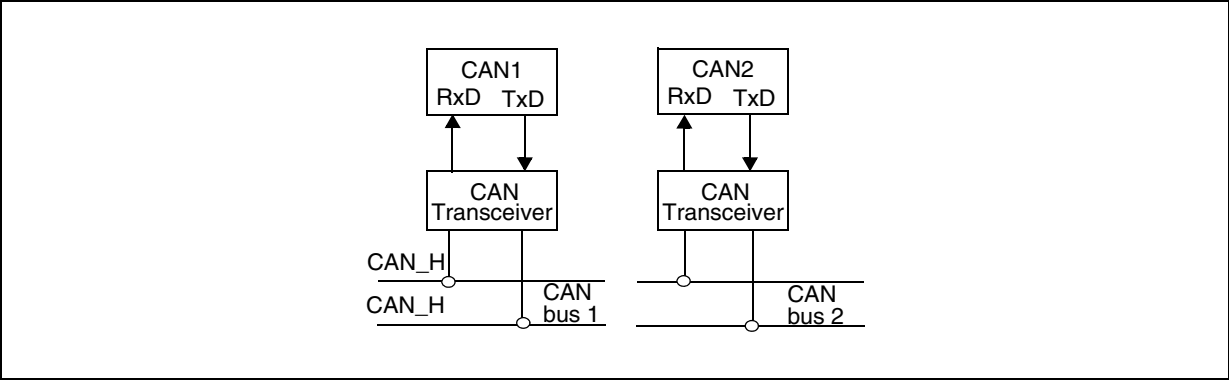 CAN1
RxD TxD
CAN2
RxD TxD
CAN
Transceiver
CAN
Transceiver
CAN_H
CAN_H
CAN
bus 1
CAN
bus 2